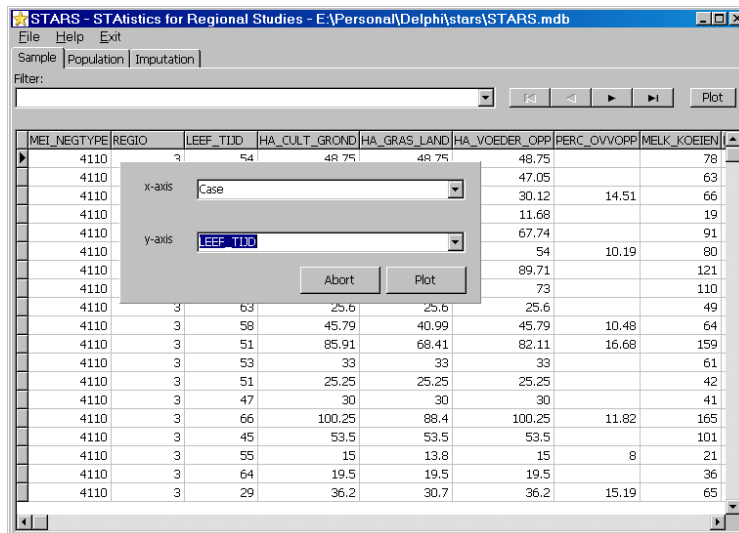 STARS - STAtistics for Regional Studies - E:\Personal\Delphi\stars\STARS.mdb
File Help Exit
Sample Population Imputation
Filter:
Plot
MEI_NEGTYPE REGIO LEEF_TIJD HA_CULT_GROND HA_GRAS_LAND HA_VOEDER_OPP PERC_OVVOPP MELK_KOEIEN
4110 3 54 48.75 48.75 48.75 78
4110 47.05 63
4110 30.12 14.51 66
4110 11.68 19
4110 67.74 91
4110 54 10.19 80
4110 89.71 121
4110 73 110
4110 3 63 25.6 25.6 25.6 49
4110 3 58 45.79 40.99 45.79 10.48 64
4110 3 51 85.91 68.41 82.11 16.68 159
4110 3 53 33 33 33 61
4110 3 51 25.25 25.25 25.25 42
4110 3 47 30 30 30 41
4110 3 66 100.25 88.4 100.25 11.82 165
4110 3 45 53.5 53.5 53.5 101
4110 3 55 15 13.8 15 8 21
4110 3 64 19.5 19.5 19.5 36
4110 3 29 36.2 30.7 36.2 15.19 65
x-axis Case
y-axis LEEF_TIJD
Abort Plot